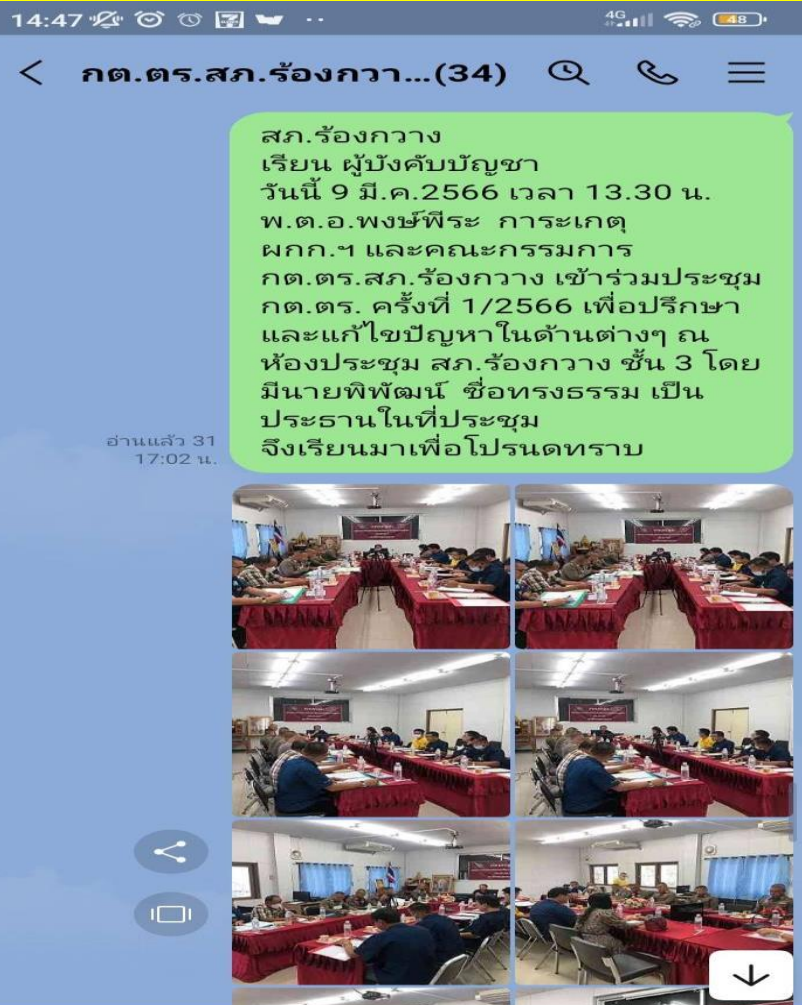 14:47
4G
48
กต.ตร.สภ.ร้องกวา...(34)
สภ.ร้องกวาง
เรียน ผู้บังคับบัญชา
วันนี้ 9 มี.ค.2566 เวลา 13.30 น.
พ.ต.อ.พงษ์พีระ การะเกตุ
ผกก.ฯ และคณะกรรมการ
กต.ตร.สภ.ร้องกวาง เข้าร่วมประชุม
กต.ตร. ครั้งที่ 1/2566 เพื่อปรึกษา
และแก้ไขปัญหาในด้านต่างๆ ณ
ห้องประชุม สภ.ร้องกวาง ชั้น 3 โดย
มีนายพิพัฒน์ ซื่อทรงธรรม เป็น
ประธานในที่ประชุม
จึงเรียนมาเพื่อโปรนดทราบ
อ่านแล้ว 31
17:02 น.